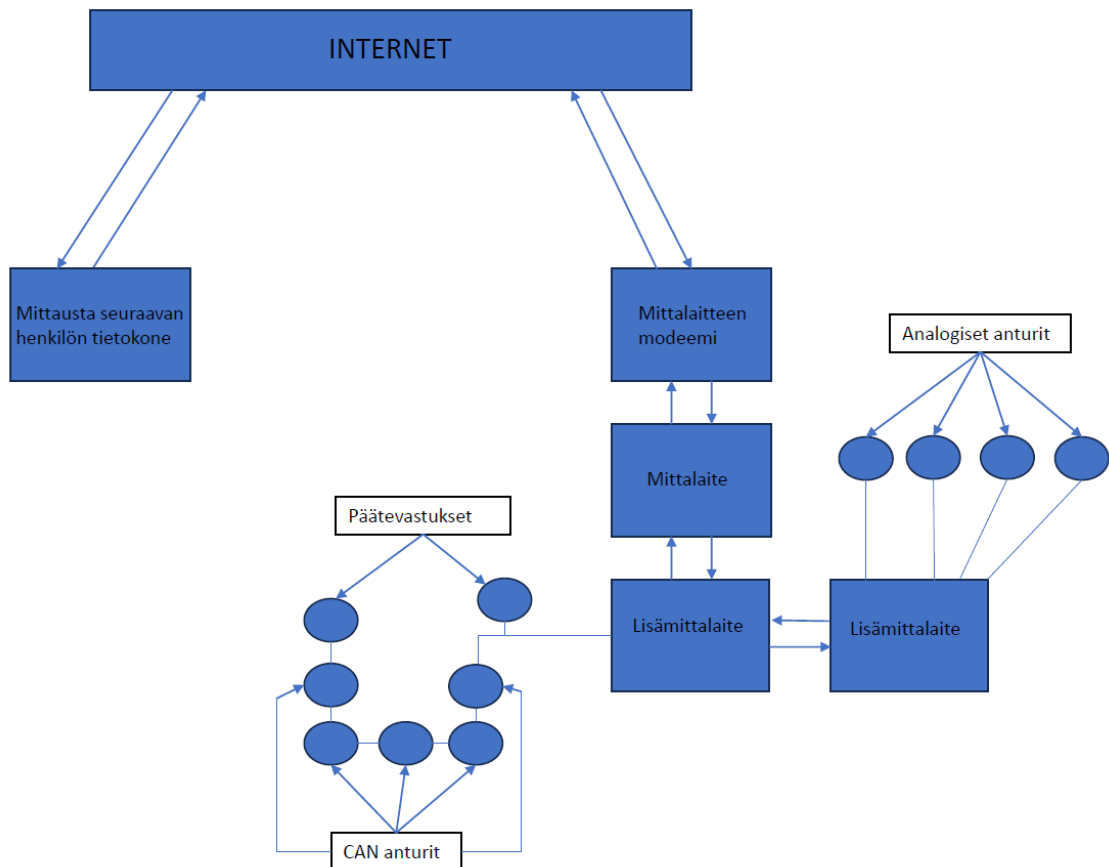 INTERNET
Mittausta seuraavan
henkilön tietokone
Mittalaitteen
modeemi
Analogiset anturit
Mittalaite
Päätevastukset
Lisämittalaite
Lisämittalaite
CAN anturit